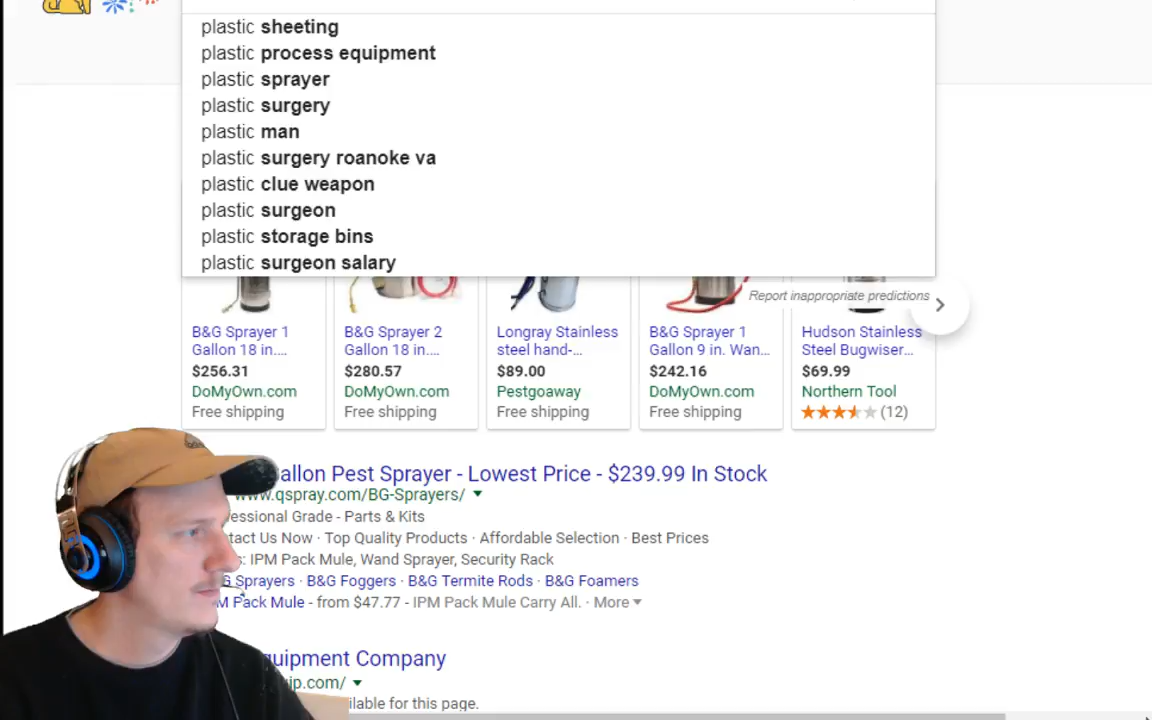 plastic sheeting
plastic process equipment
plastic sprayer
plastic surgery
plastic man
plastic surgery roanoke va
plastic clue weapon
plastic surgeon
plastic storage bins
plastic surgeon salary
Report inappropriate predictions
B&G Sprayer 1 Gallon 18 in....
$256.31
DoMyOwn.com
Free shipping
B&G Sprayer 2 Gallon 18 in....
$280.57
DoMyOwn.com
Free shipping
Longray Stainless steel hand-...
$89.00
Pestgoaway
Free shipping
B&G Sprayer 1 Gallon 9 in. Wan...
$242.16
DoMyOwn.com
Free shipping
Hudson Stainless Steel Bugwiser...
$69.99
Northern Tool
(12)
Pest Sprayer - Lowest Price - $239.99 In Stock
www.qspray.com/BG-Sprayers/
Grade - Parts & Kits
Us Now · Top Quality Products · Affordable Selection · Best Prices
IPM Pack Mule, Wand Sprayer, Security Rack
Sprayers · B&G Foggers · B&G Termite Rods · B&G Foamers
Pack Mule - from $47.77 - IPM Pack Mule Carry All. · More
Company
for this page.